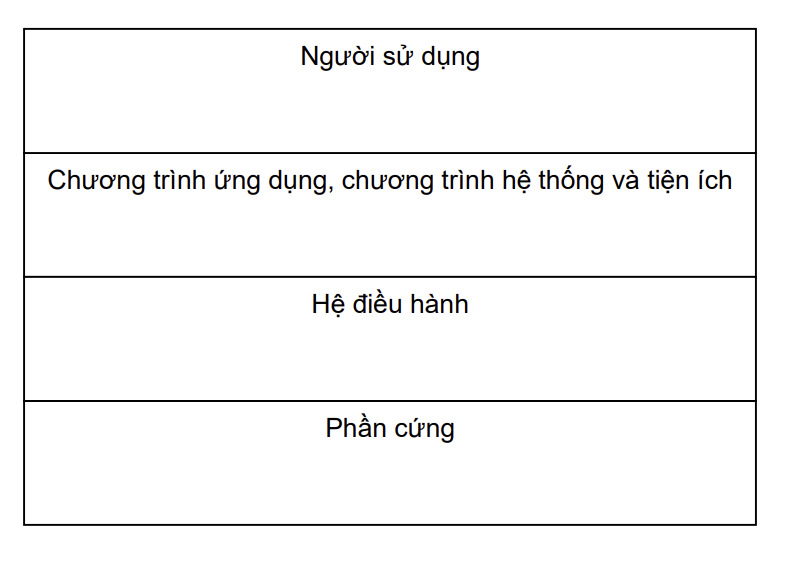 Người sử dụng
Chương trình ứng dụng, chương trình hệ thống và tiện ích
Hệ điều hành
Phần cứng